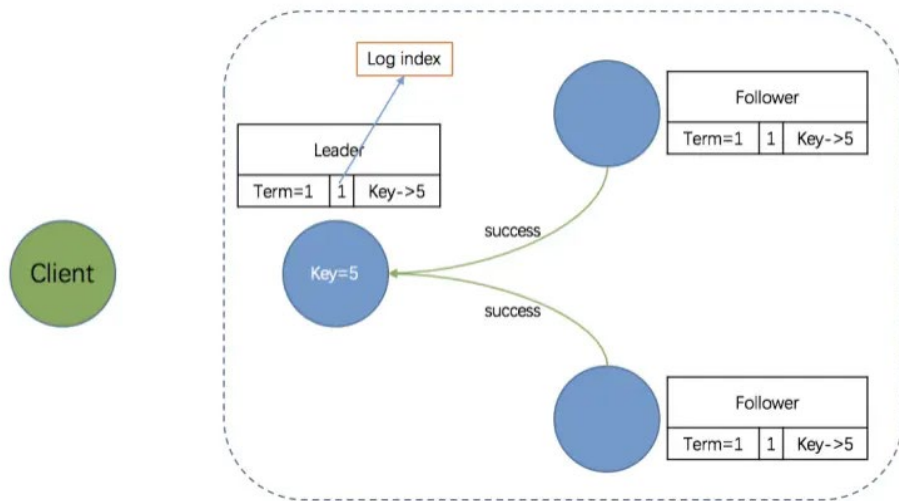 Log index
Leader
Term=1 1 Key->5
Client
Key=5
success
success
Follower
Term=1 1 Key->5
Follower
Term=1 1 Key->5